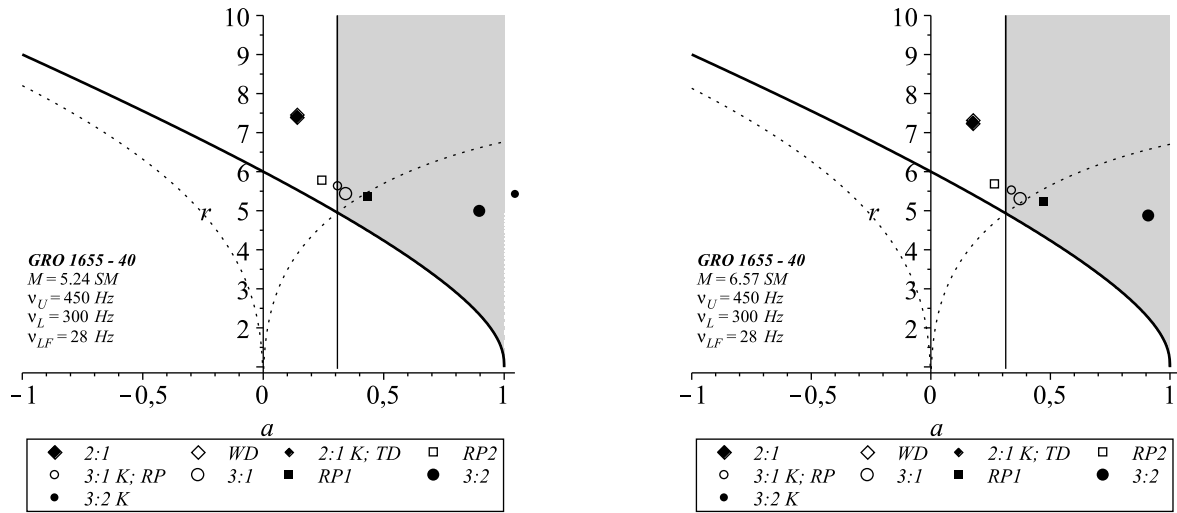 10
9
8
7
6
5
4
3
2
r
GRO 1655 - 40
M = 5.24 SM
ν_U = 450 Hz
ν_L = 300 Hz
ν_LF = 28 Hz
−1 −0,5 0 0,5 1
a
2:1 WD 2:1 K; TD RP2
3:1 K; RP 3:1 RP1 3:2
3:2 K
10
9
8
7
6
5
4
3
2
r
GRO 1655 - 40
M = 6.57 SM
ν_U = 450 Hz
ν_L = 300 Hz
ν_LF = 28 Hz
−1 −0,5 0 0,5 1
a
2:1 WD 2:1 K; TD RP2
3:1 K; RP 3:1 RP1 3:2
3:2 K